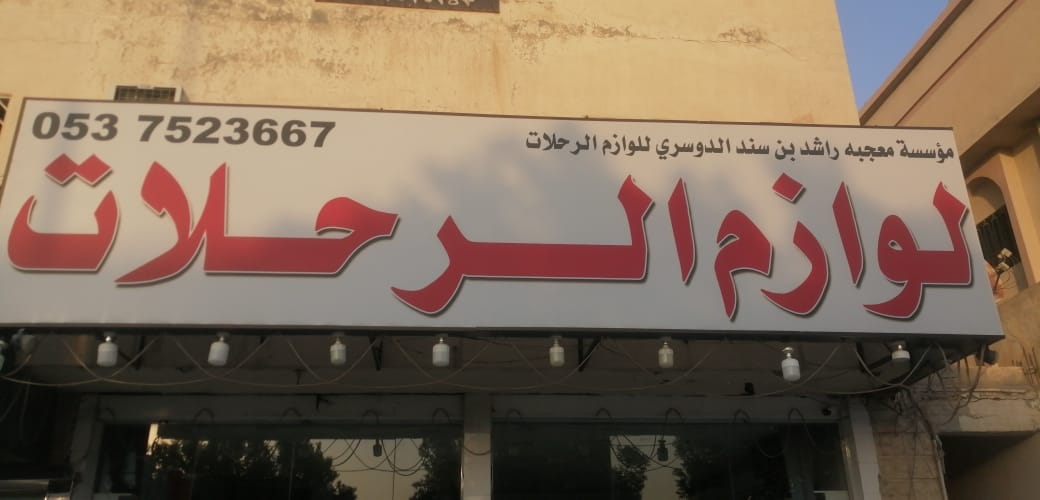 مؤسسة معجبه راشد بن سند الدوسري للوازم الرحلات
053 7523667
لوازم الرحلات